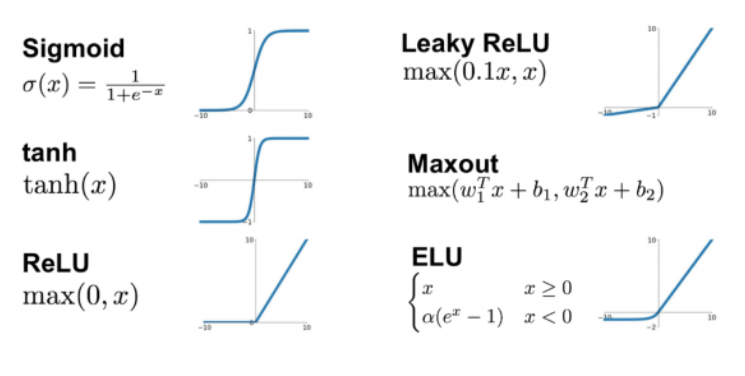 Sigmoid
σ(x) = 1/(1+e^−x)
1
-10
0
10
tanh
tanh(x)
1
-10
10
-1
ReLU
max(0, x)
10
-10
0
10
Leaky ReLU
max(0.1x, x)
10
-10
-1
10
Maxout
max(w₁ᵀx + b₁, w₂ᵀx + b₂)
ELU
{ x x ≥ 0
α(eˣ − 1) x < 0
10
-10
-2
10